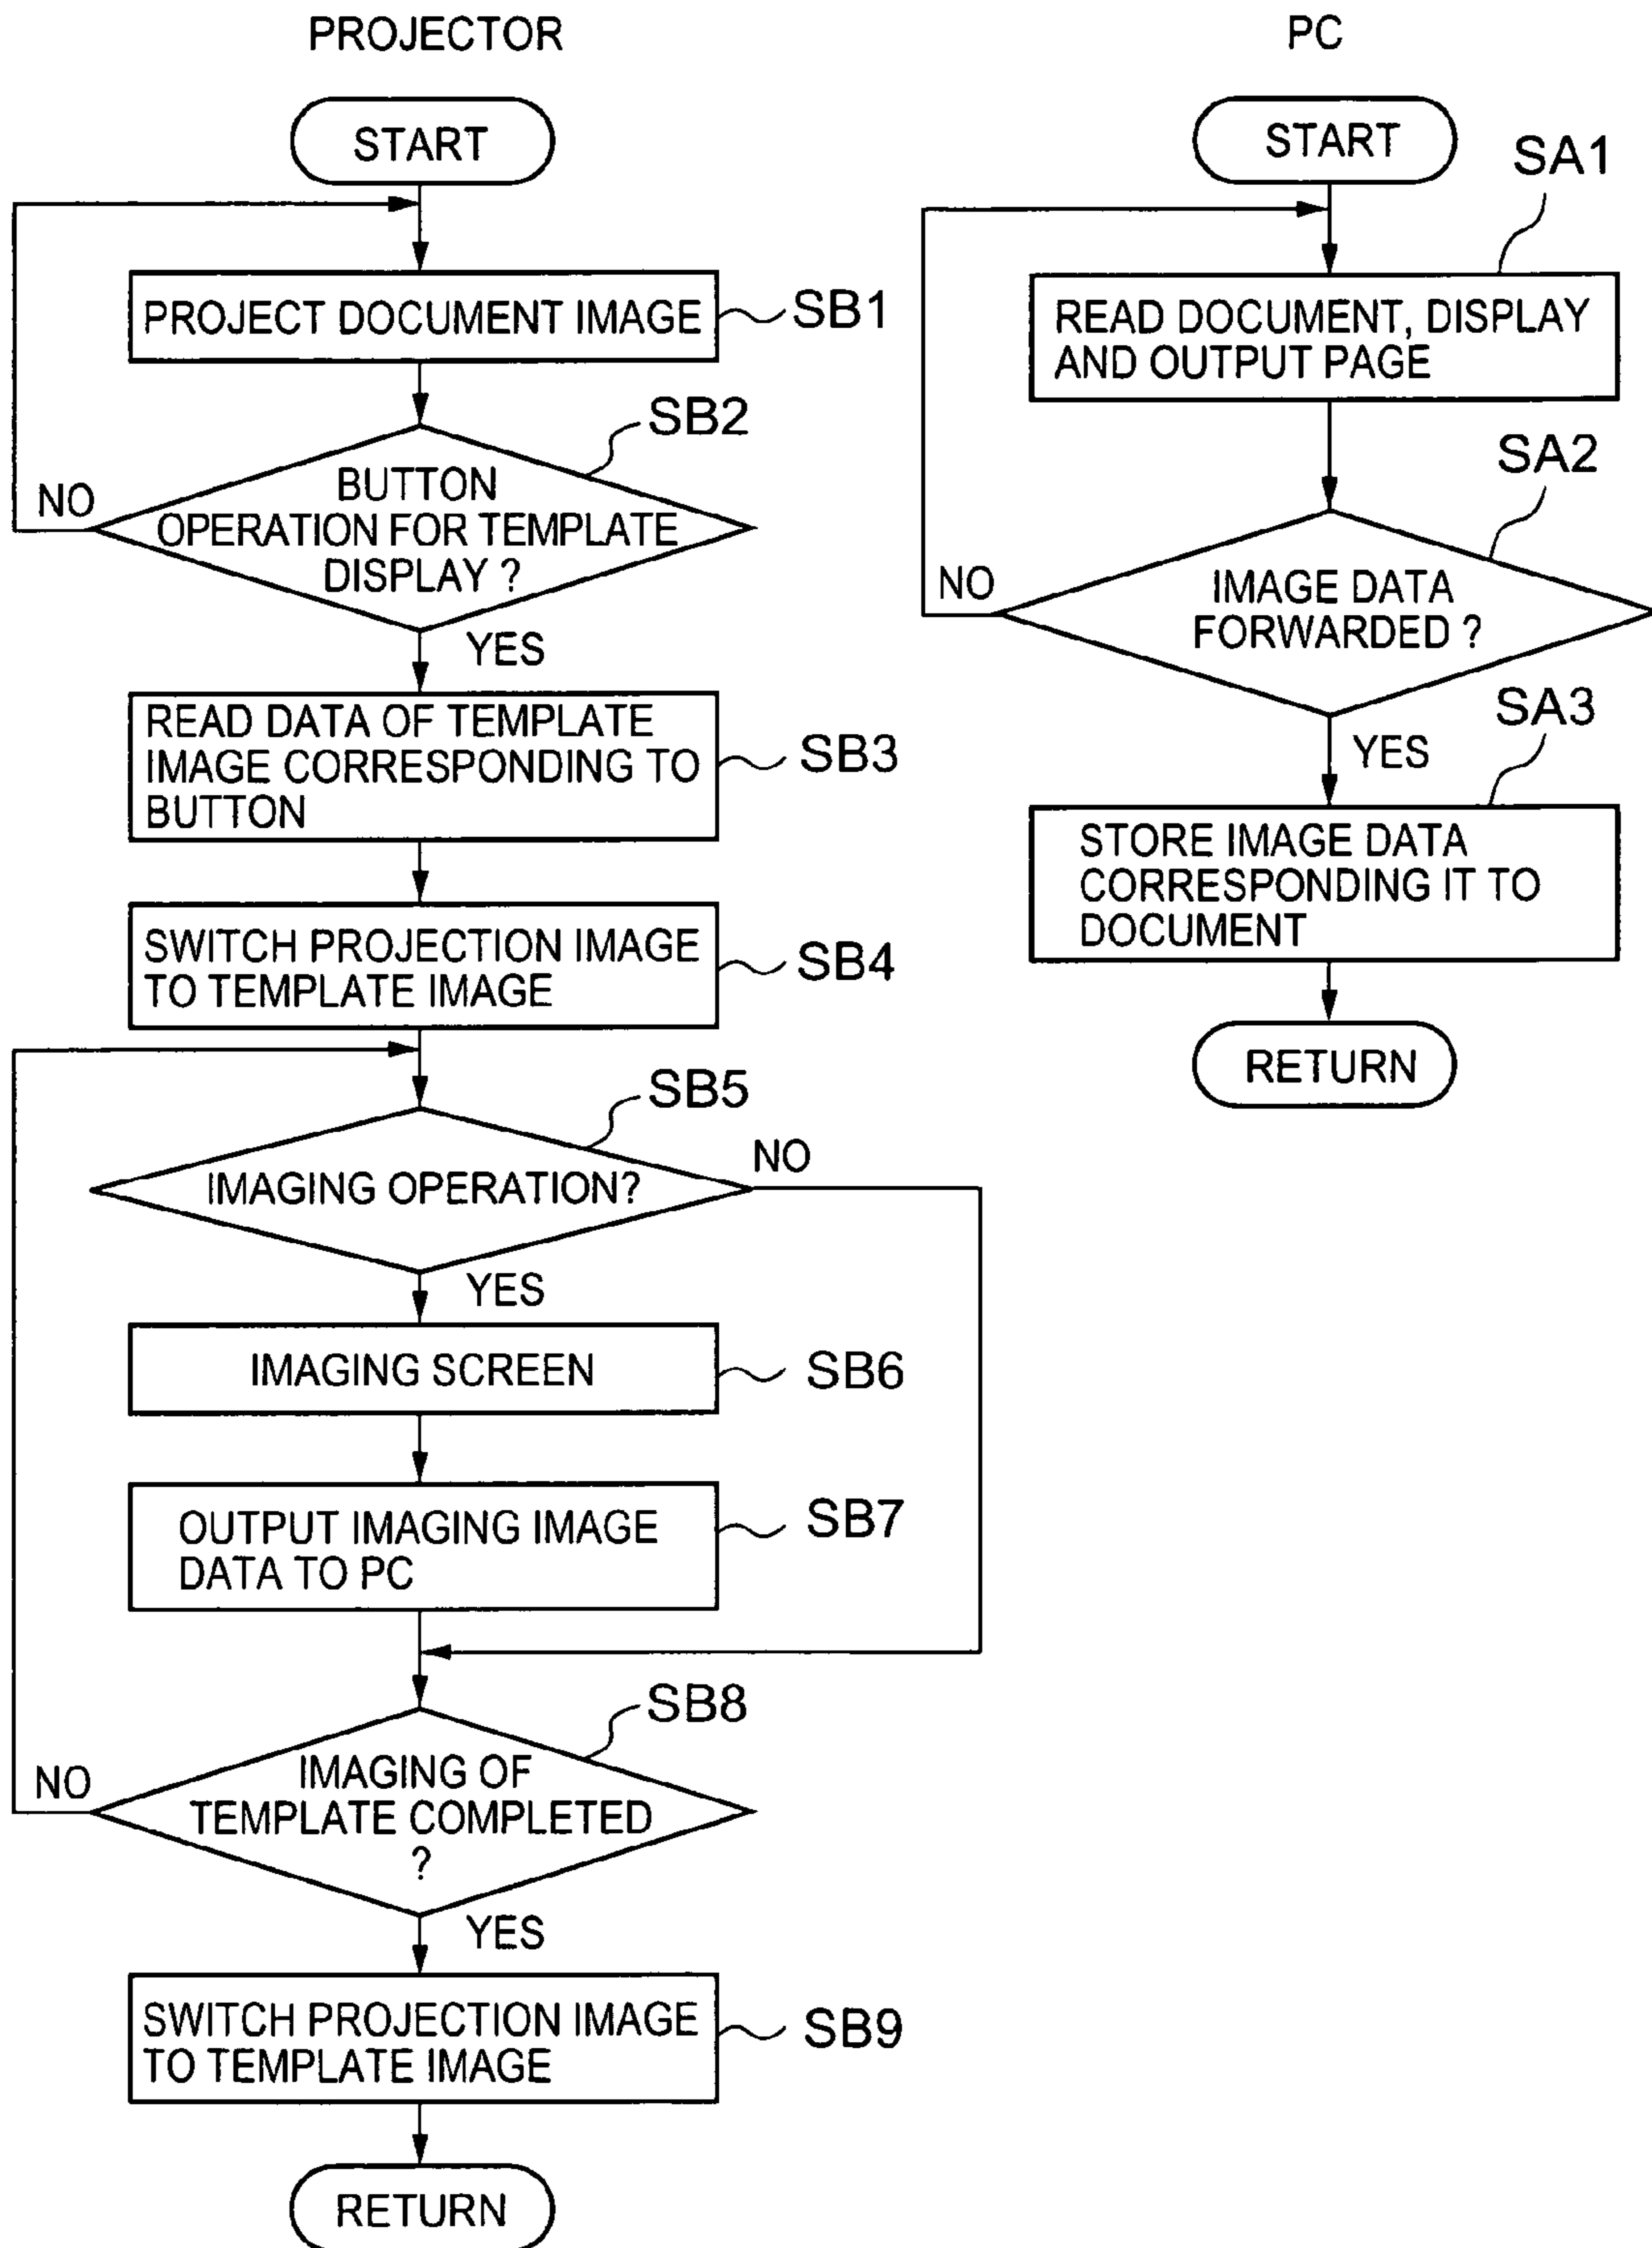 PROJECTOR
START
PROJECT DOCUMENT IMAGE
SB1
SB2
BUTTON
OPERATION FOR TEMPLATE
DISPLAY ?
NO
YES
READ DATA OF TEMPLATE
IMAGE CORRESPONDING TO
BUTTON
SB3
SWITCH PROJECTION IMAGE
TO TEMPLATE IMAGE
SB4
SB5
IMAGING OPERATION?
NO
YES
IMAGING SCREEN
SB6
OUTPUT IMAGING IMAGE
DATA TO PC
SB7
SB8
IMAGING OF
TEMPLATE COMPLETED
?
NO
YES
SWITCH PROJECTION IMAGE
TO TEMPLATE IMAGE
SB9
RETURN
PC
START
SA1
READ DOCUMENT, DISPLAY
AND OUTPUT PAGE
SA2
IMAGE DATA
FORWARDED ?
NO
YES
SA3
STORE IMAGE DATA
CORRESPONDING IT TO
DOCUMENT
RETURN